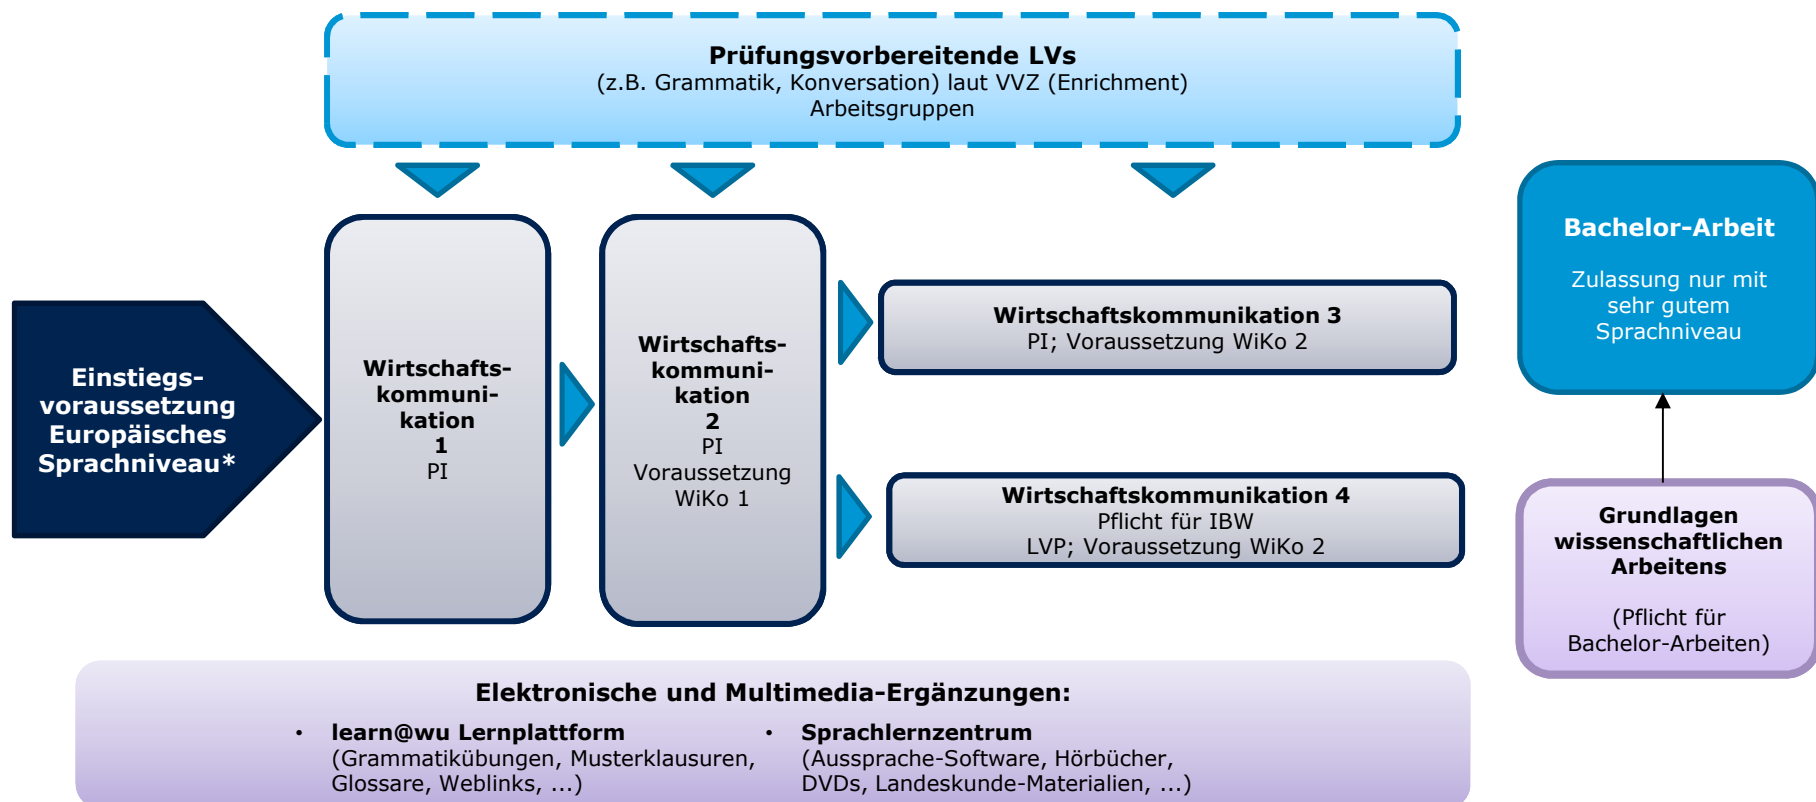 Prüfungsvorbereitende LVs
(z.B. Grammatik, Konversation) laut VVZ (Enrichment)
Arbeitsgruppen
Einstiegs-
voraussetzung
Europäisches
Sprachniveau*
Wirtschafts-
kommuni-
kation
1
PI
Wirtschafts-
kommuni-
kation
2
PI
Voraussetzung
WiKo 1
Wirtschaftskommunikation 3
PI; Voraussetzung WiKo 2
Wirtschaftskommunikation 4
Pflicht für IBW
LVP; Voraussetzung WiKo 2
Bachelor-Arbeit
Zulassung nur mit
sehr gutem
Sprachniveau
Grundlagen
wissenschaftlichen
Arbeitens
(Pflicht für
Bachelor-Arbeiten)
Elektronische und Multimedia-Ergänzungen:
• learn@wu Lernplattform
(Grammatikübungen, Musterklausuren,
Glossare, Weblinks, ...)
• Sprachlernzentrum
(Aussprache-Software, Hörbücher,
DVDs, Landeskunde-Materialien, ...)